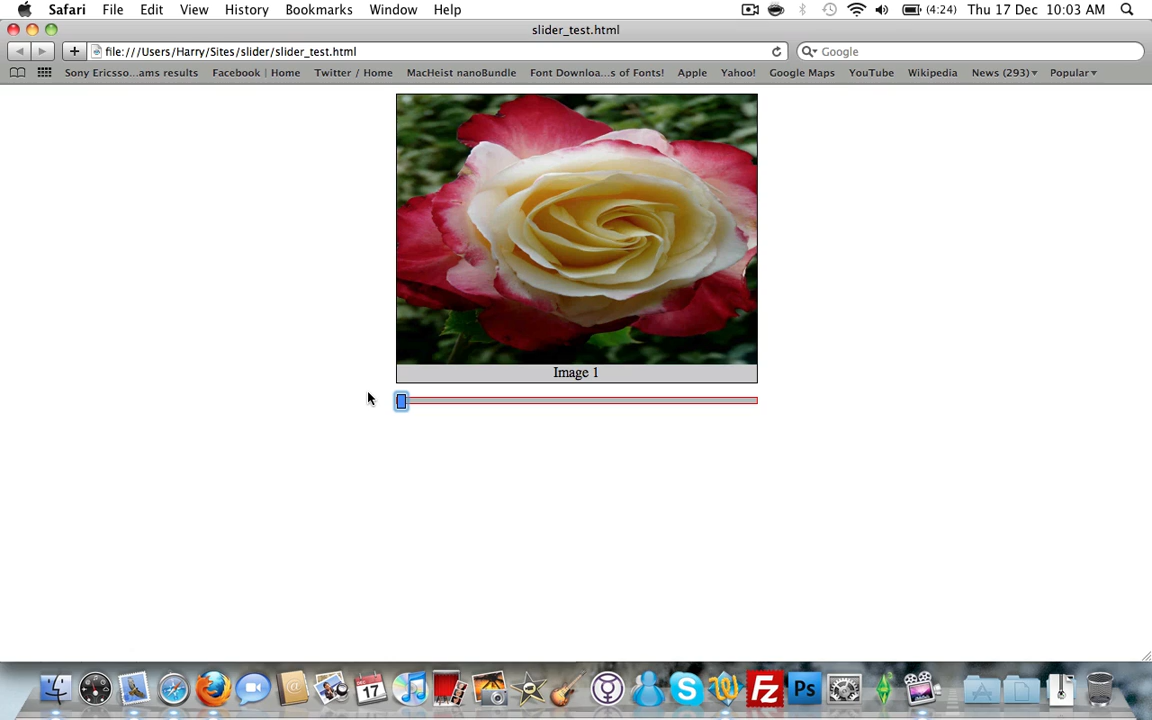 Safari File Edit View History Bookmarks Window Help (4:24) Thu 17 Dec 10:03 AM
slider_test.html
file:///Users/Harry/Sites/slider/slider_test.html Google
Sony Ericsso...ams results Facebook | Home Twitter / Home MacHeist nanoBundle Font Downloa...s of Fonts! Apple Yahoo! Google Maps YouTube Wikipedia News (293) Popular
Image 1
17
Ps